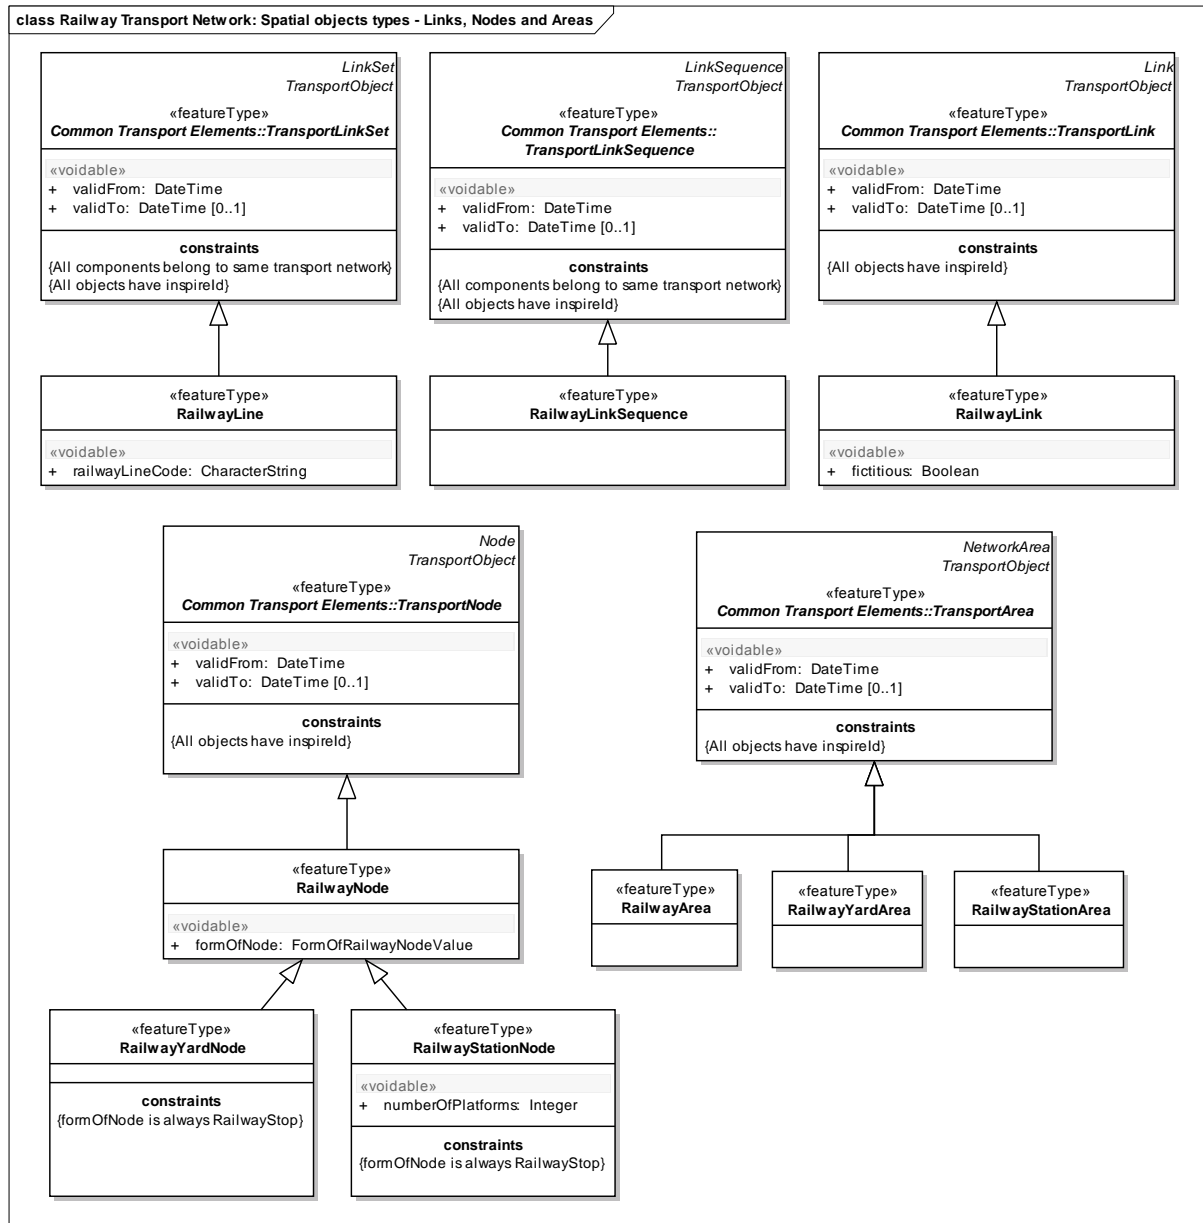 class Railway Transport Network: Spatial objects types - Links, Nodes and Areas
LinkSet
TransportObject
«featureType»
Common Transport Elements::TransportLinkSet
«voidable»
+ validFrom: DateTime
+ validTo: DateTime [0..1]
constraints
{All components belong to same transport network}
{All objects have inspireId}
LinkSequence
TransportObject
«featureType»
Common Transport Elements::
TransportLinkSequence
«voidable»
+ validFrom: DateTime
+ validTo: DateTime [0..1]
constraints
{All components belong to same transport network}
{All objects have inspireId}
Link
TransportObject
«featureType»
Common Transport Elements::TransportLink
«voidable»
+ validFrom: DateTime
+ validTo: DateTime [0..1]
constraints
{All objects have inspireId}
«featureType»
RailwayLine
«voidable»
+ railwayLineCode: CharacterString
«featureType»
RailwayLinkSequence
«featureType»
RailwayLink
«voidable»
+ fictitious: Boolean
Node
TransportObject
«featureType»
Common Transport Elements::TransportNode
«voidable»
+ validFrom: DateTime
+ validTo: DateTime [0..1]
constraints
{All objects have inspireId}
NetworkArea
TransportObject
«featureType»
Common Transport Elements::TransportArea
«voidable»
+ validFrom: DateTime
+ validTo: DateTime [0..1]
constraints
{All objects have inspireId}
«featureType»
RailwayNode
«voidable»
+ formOfNode: FormOfRailwayNodeValue
«featureType»
RailwayArea
«featureType»
RailwayYardArea
«featureType»
RailwayStationArea
«featureType»
RailwayYardNode
constraints
{formOfNode is always RailwayStop}
«featureType»
RailwayStationNode
«voidable»
+ numberOfPlatforms: Integer
constraints
{formOfNode is always RailwayStop}